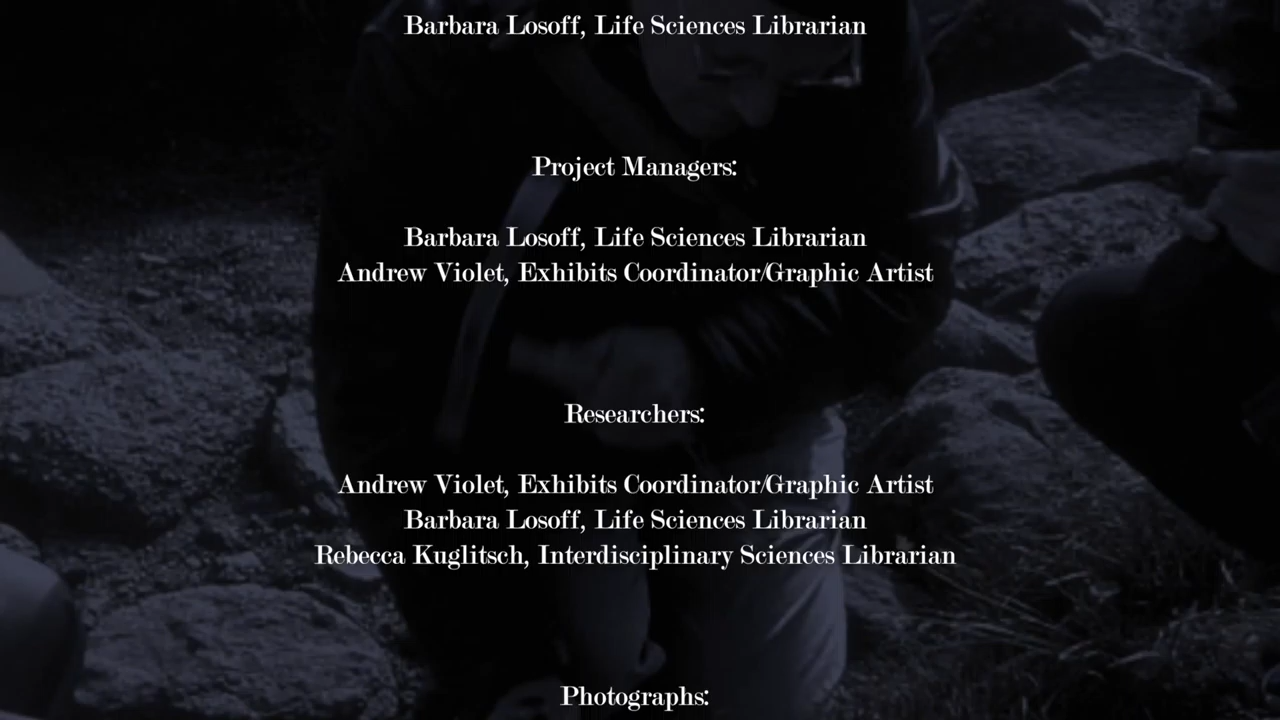 Barbara Losoff, Life Sciences Librarian
Project Managers:
Barbara Losoff, Life Sciences Librarian
Andrew Violet, Exhibits Coordinator/Graphic Artist
Researchers:
Andrew Violet, Exhibits Coordinator/Graphic Artist
Barbara Losoff, Life Sciences Librarian
Rebecca Kuglitsch, Interdisciplinary Sciences Librarian
Photographs: